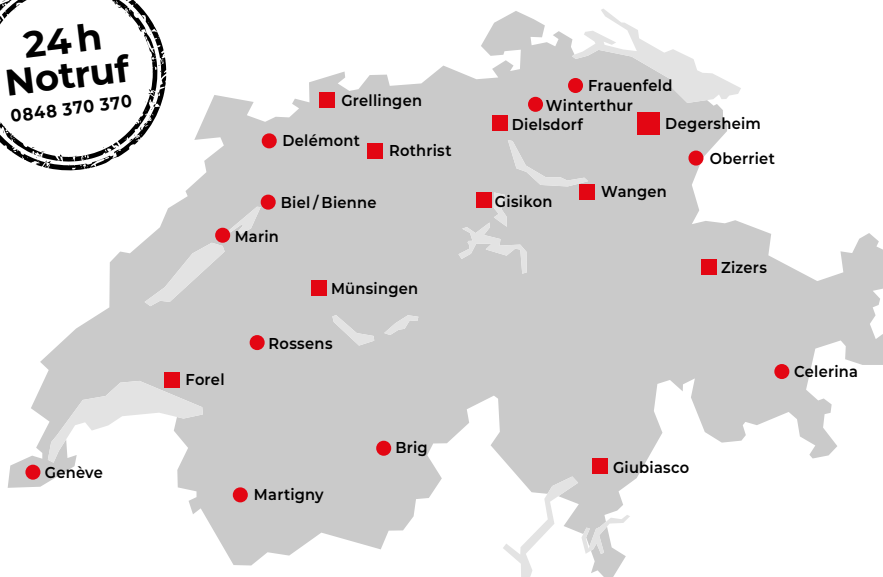 24 h
Notruf
0848 370 370
Frauenfeld
Grellingen
Winterthur
Dielsdorf
Degersheim
Delémont
Rothrist
Oberriet
Wangen
Biel / Bienne
Gisikon
Marin
Zizers
Münsingen
Rossens
Celerina
Forel
Brig
Giubiasco
Genève
Martigny